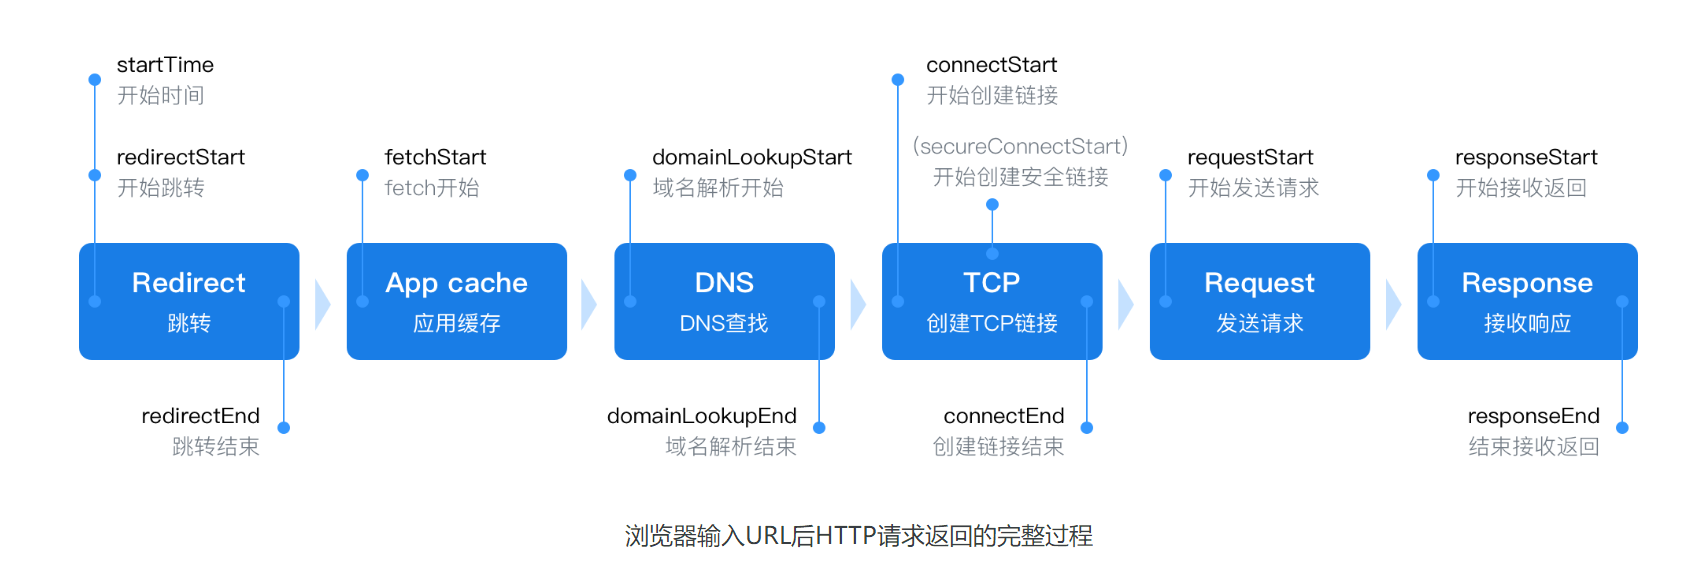 startTime
开始时间
redirectStart
开始跳转
fetchStart
fetch开始
domainLookupStart
域名解析开始
connectStart
开始创建链接
(secureConnectStart)
开始创建安全链接
requestStart
开始发送请求
responseStart
开始接收返回
Redirect
跳转
App cache
应用缓存
DNS
DNS查找
TCP
创建TCP链接
Request
发送请求
Response
接收响应
redirectEnd
跳转结束
domainLookupEnd
域名解析结束
connectEnd
创建链接结束
responseEnd
结束接收返回
浏览器输入URL后HTTP请求返回的完整过程